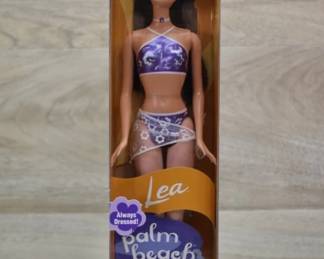 Lea
Always
Dressed!
palm
beach